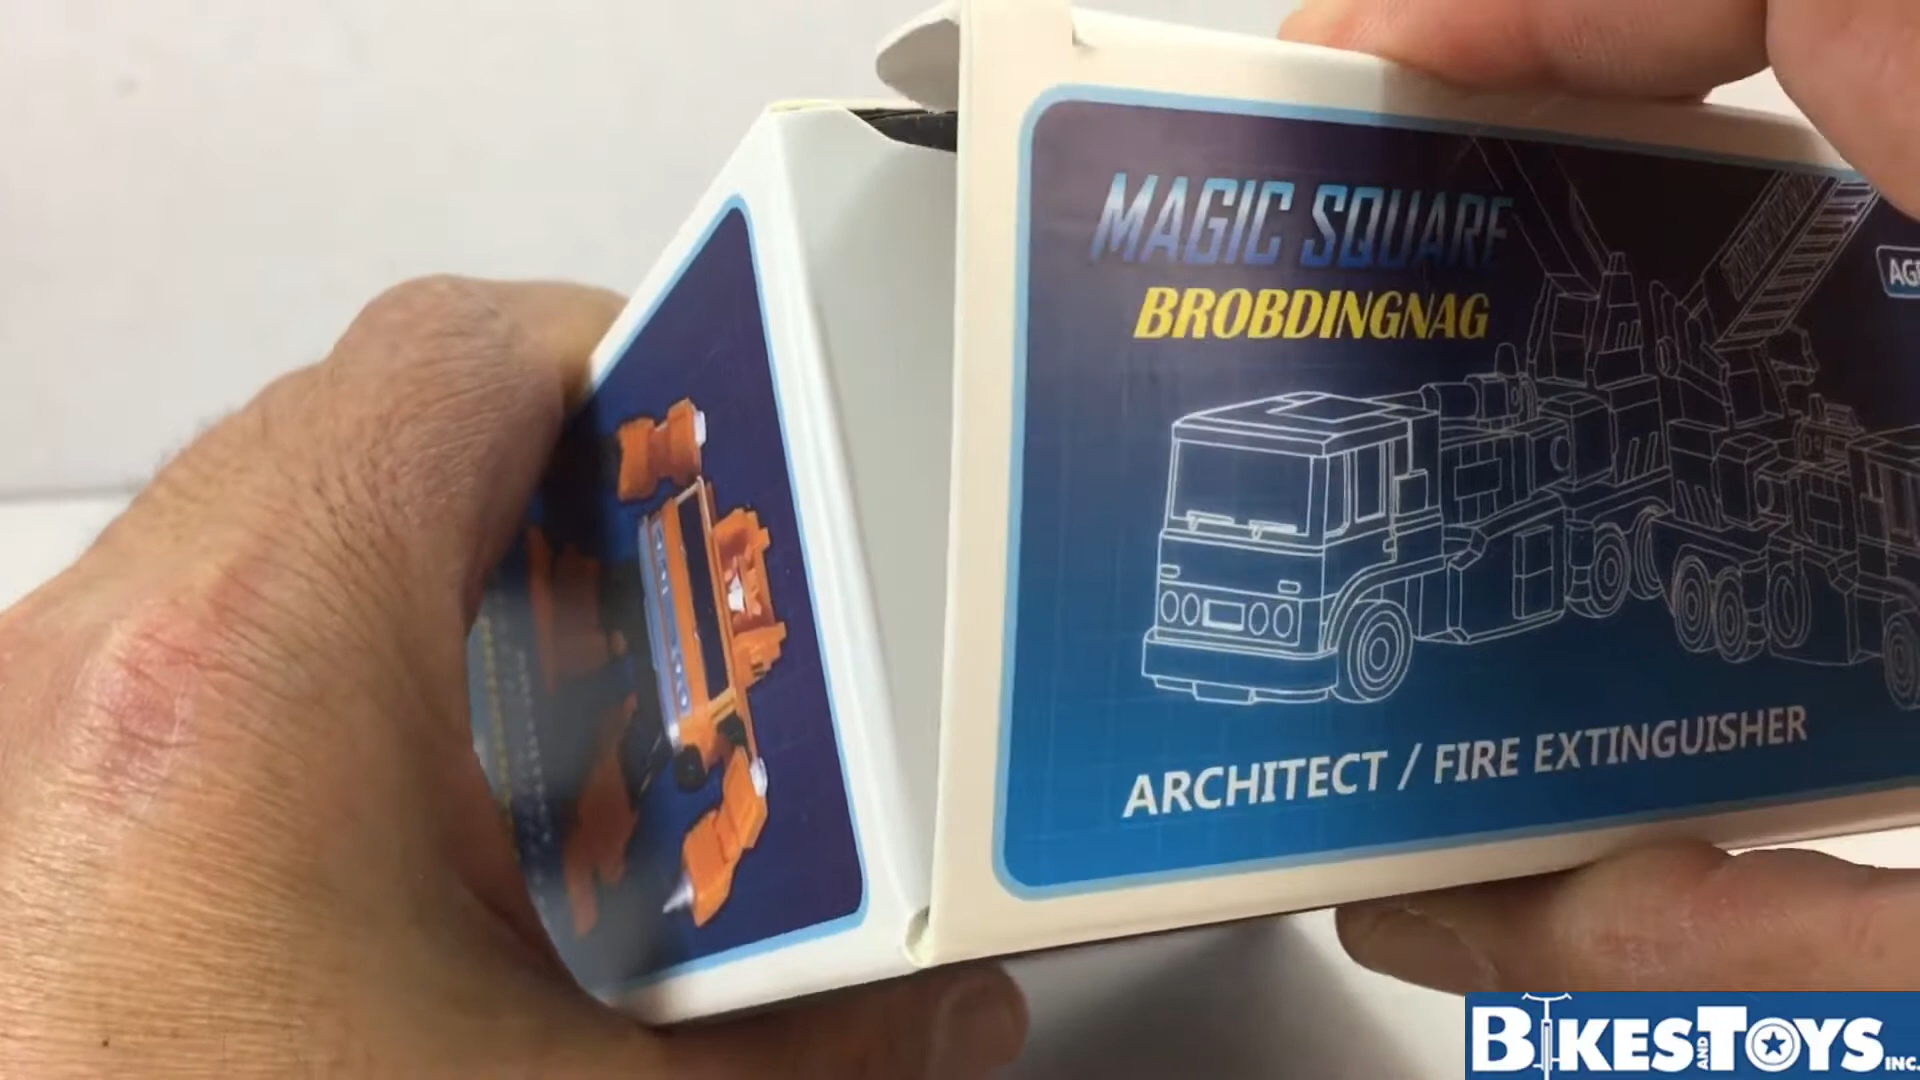 MAGIC SQUARE
BROBDINGNAG
ARCHITECT / FIRE EXTINGUISHER
BIKES AND TOYS INC.